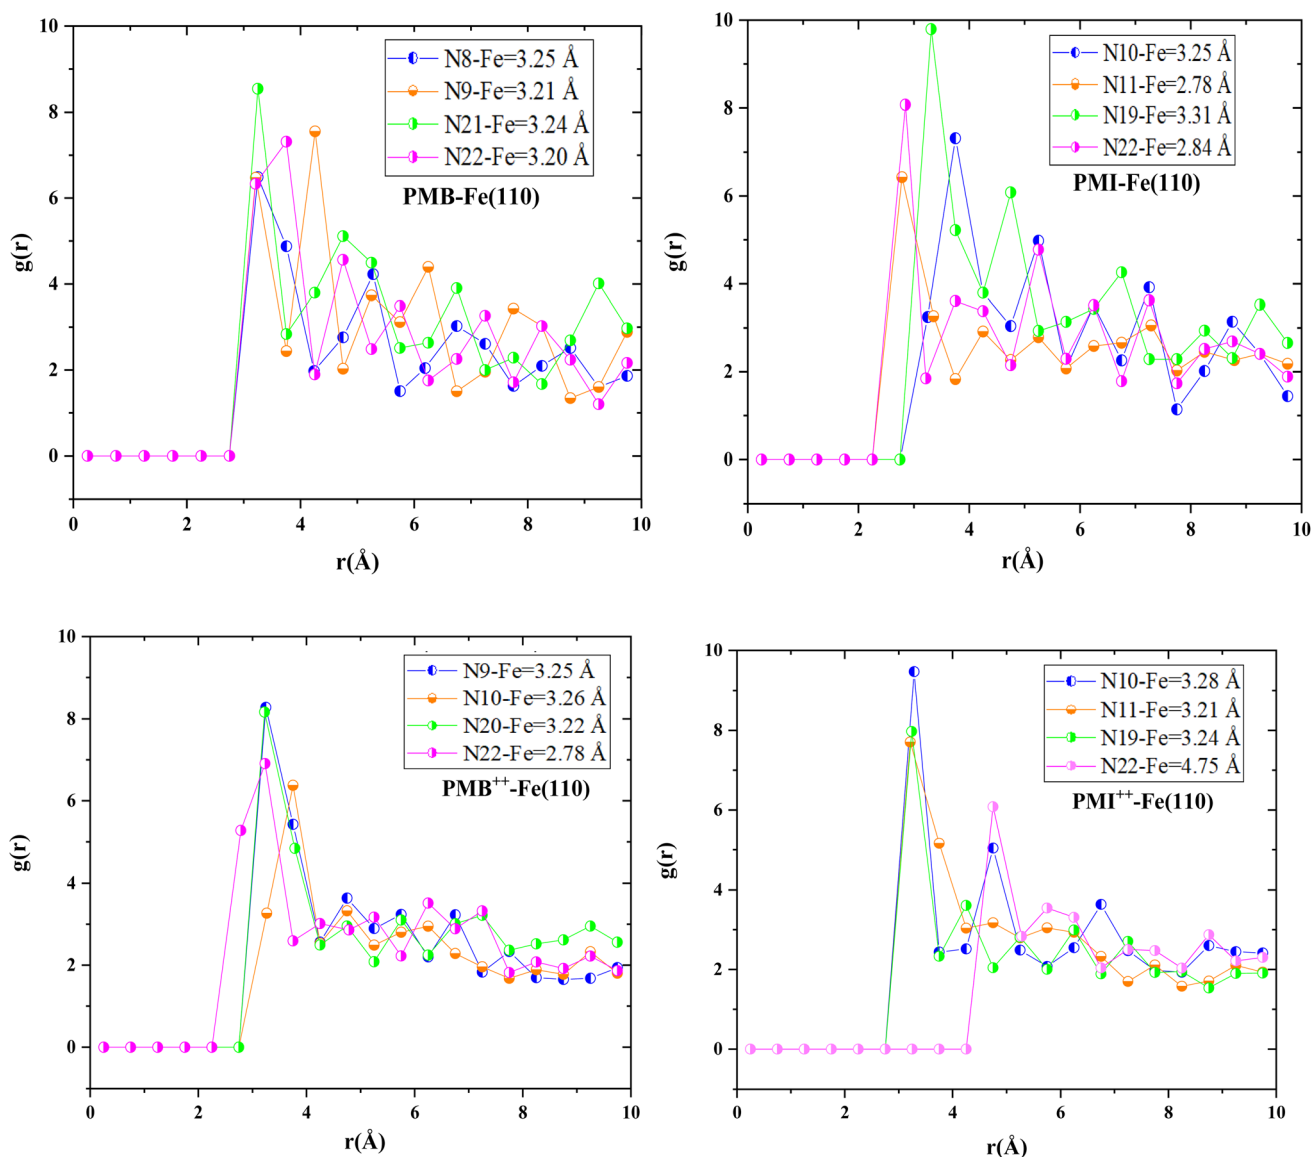 10
8
6
4
2
0
g(r)
N8-Fe=3.25 Å
N9-Fe=3.21 Å
N21-Fe=3.24 Å
N22-Fe=3.20 Å
PMB-Fe(110)
0 2 4 6 8 10
r(Å)
10
8
6
4
2
0
g(r)
N10-Fe=3.25 Å
N11-Fe=2.78 Å
N19-Fe=3.31 Å
N22-Fe=2.84 Å
PMI-Fe(110)
0 2 4 6 8 10
r(Å)
10
8
6
4
2
0
g(r)
N9-Fe=3.25 Å
N10-Fe=3.26 Å
N20-Fe=3.22 Å
N22-Fe=2.78 Å
PMB++-Fe(110)
0 2 4 6 8 10
r(Å)
10
8
6
4
2
0
g(r)
N10-Fe=3.28 Å
N11-Fe=3.21 Å
N19-Fe=3.24 Å
N22-Fe=4.75 Å
PMI++-Fe(110)
0 2 4 6 8 10
r(Å)